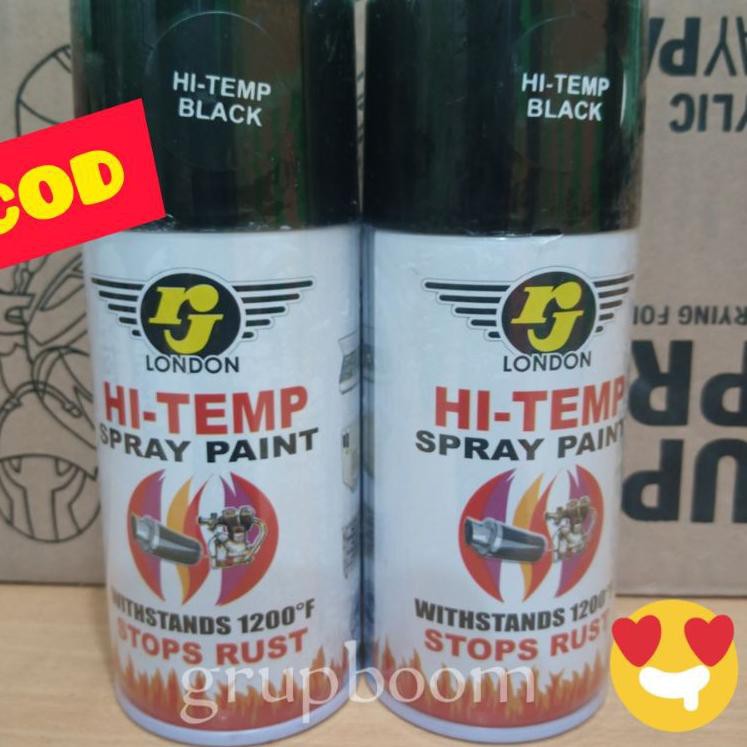 HI-TEMP
BLACK
HI-TEMP
BLACK
COD
rJ
LONDON
HI-TEMP
SPRAY PAINT
WITHSTANDS 1200°F
STOPS RUST
rJ
LONDON
HI-TEMP
SPRAY PAINT
WITHSTANDS 1200°F
STOPS RUST
grupboom